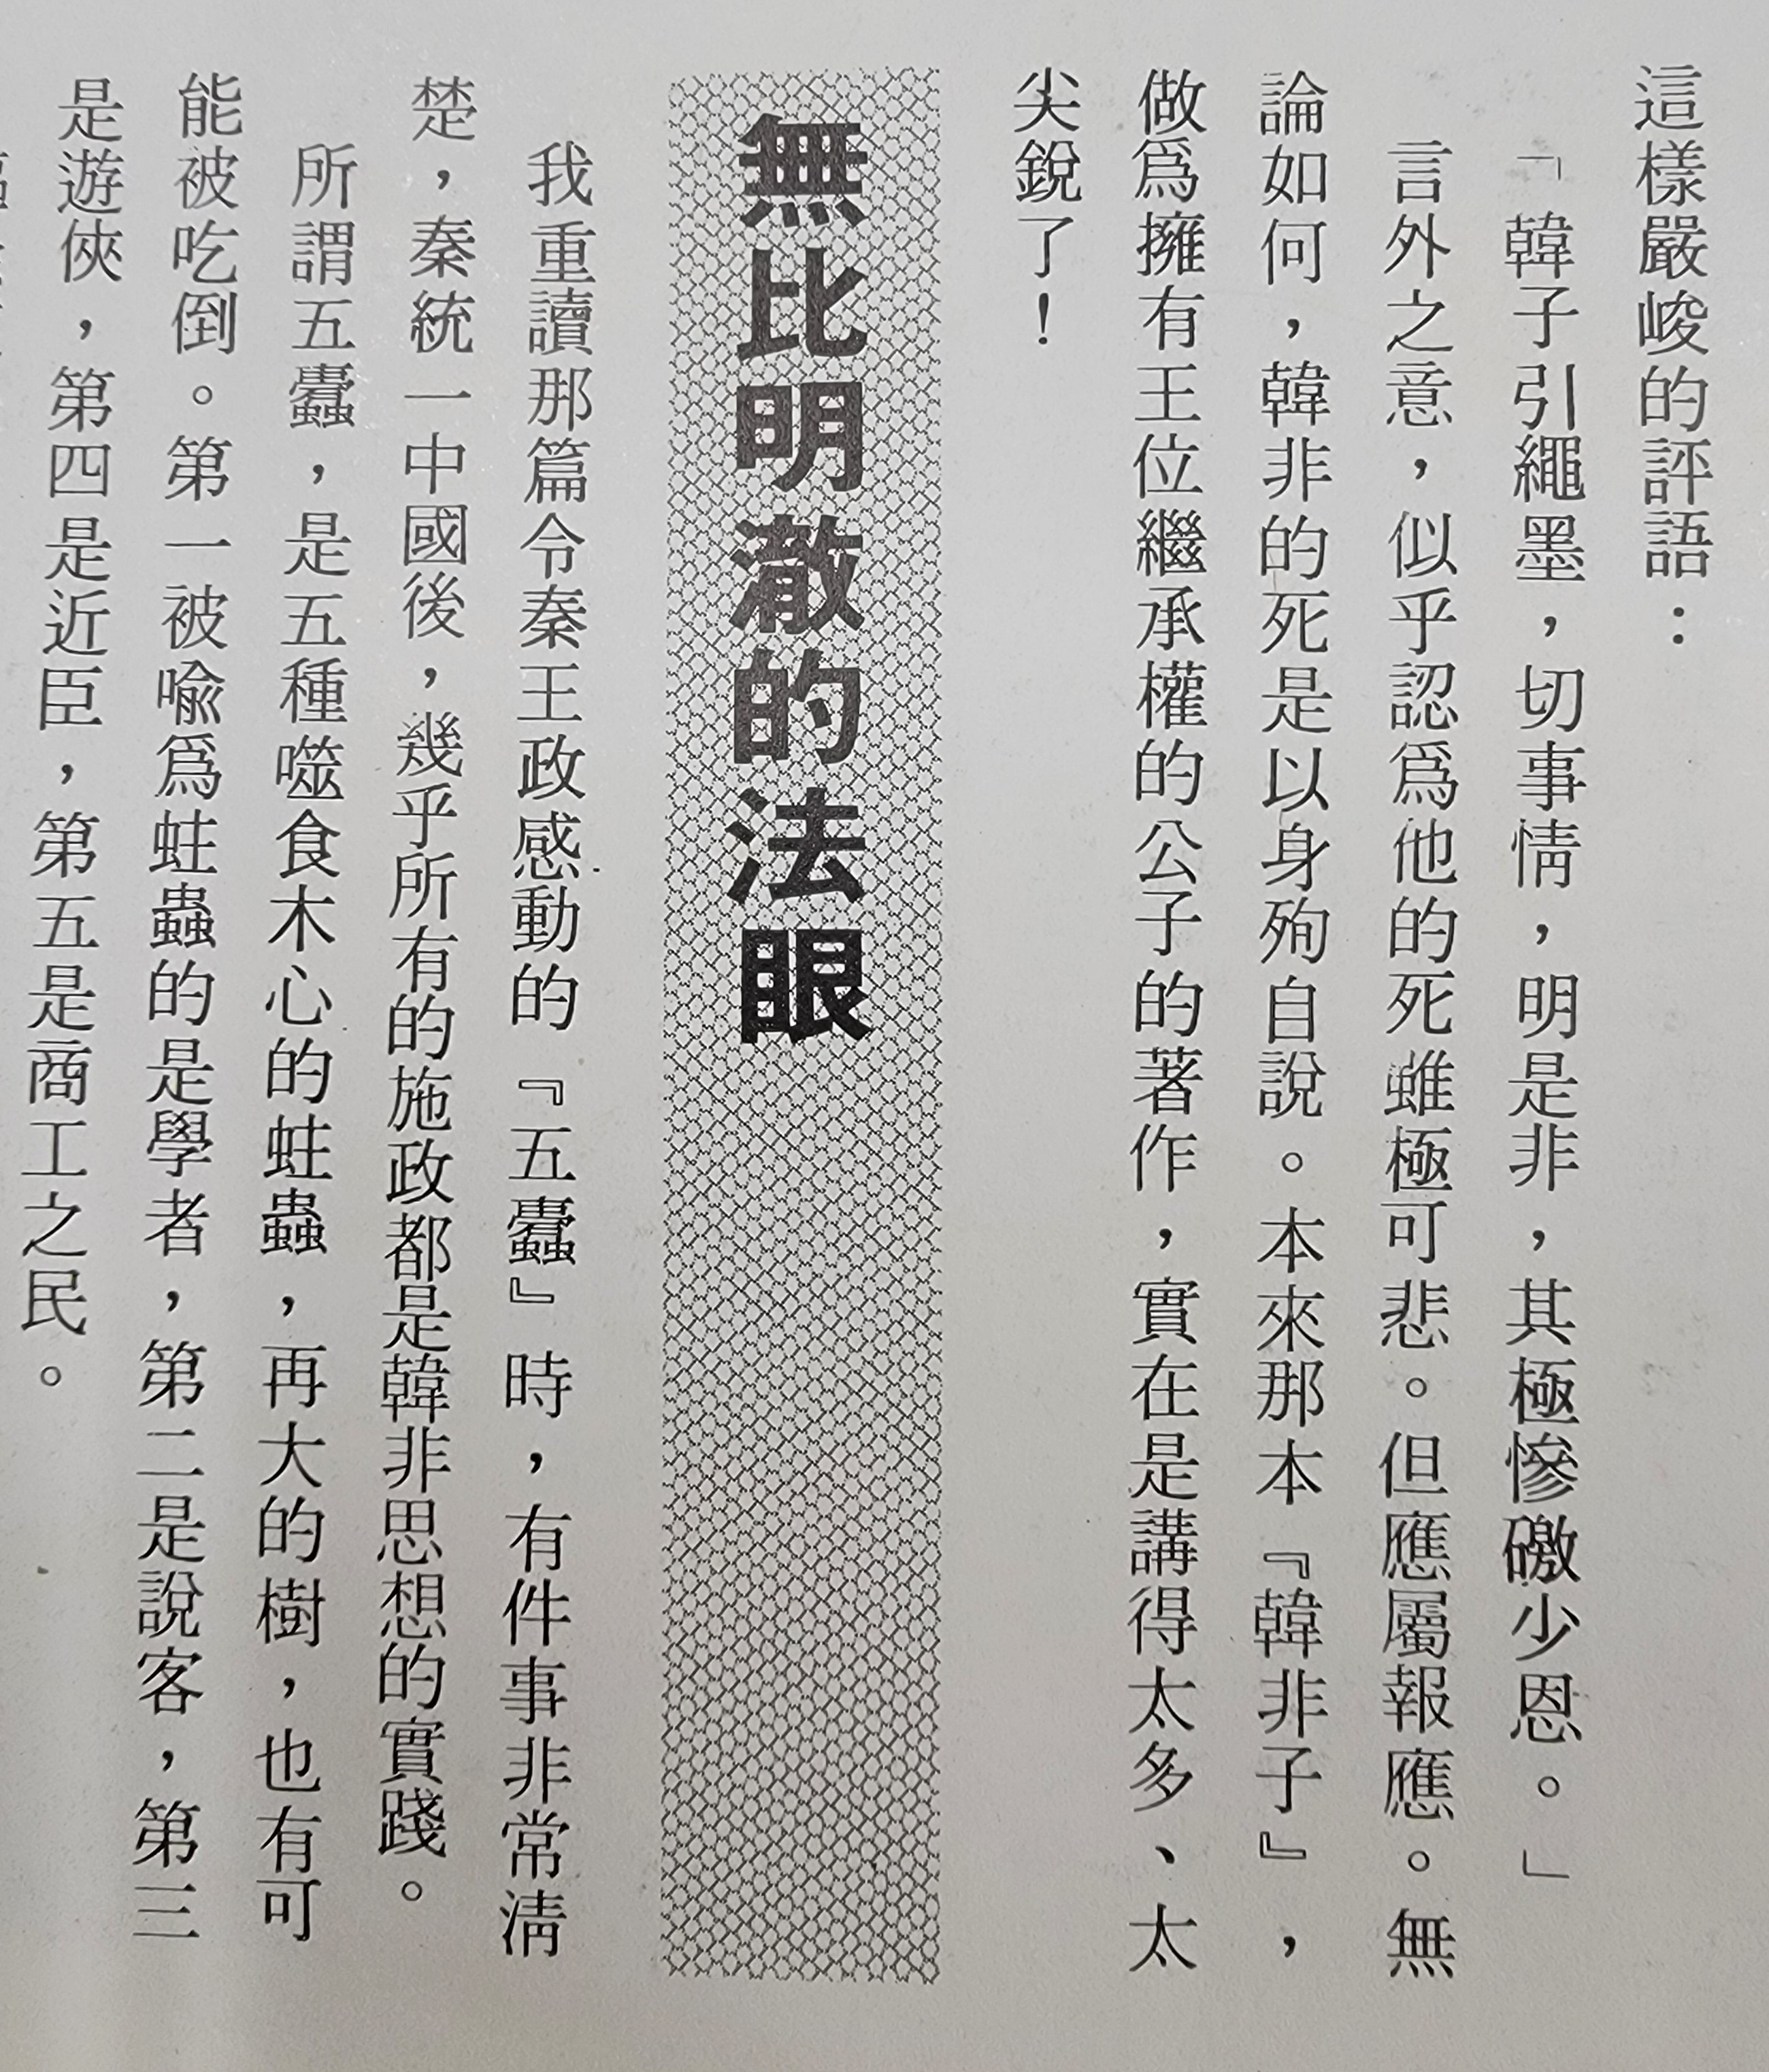 這樣嚴峻的評語：
「韓子引繩墨，切事情，明是非，其極慘礉少恩。」
言外之意，似乎認爲他的死雖極可悲。但應屬報應。無
論如何，韓非的死是以身殉自說。本來那本『韓非子』，
做爲擁有王位繼承權的公子的著作，實在是講得太多、太
尖銳了！
無比明澈的法眼
我重讀那篇令秦王政感動的『五蠹』時，有件事非常清
楚，秦統一中國後，幾乎所有的施政都是韓非思想的實踐。
所謂五蠹，是五種噬食木心的蛀蟲，再大的樹，也有可
能被吃倒。第一被喻爲蛀蟲的是學者，第二是說客，第三
是遊俠，第四是近臣，第五是商工之民。